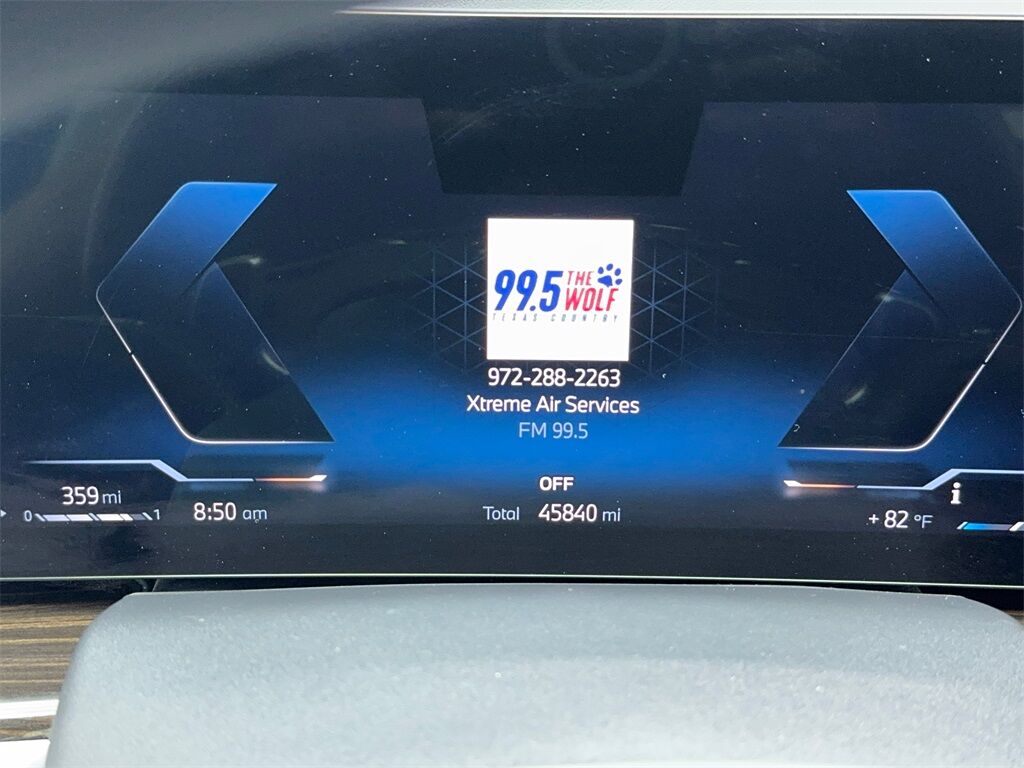 99.5 THE WOLF
TEXAS COUNTRY
972-288-2263
Xtreme Air Services
FM 99.5
OFF
359 mi
0 1
8:50 am
Total 45840 mi
i
+ 82 °F